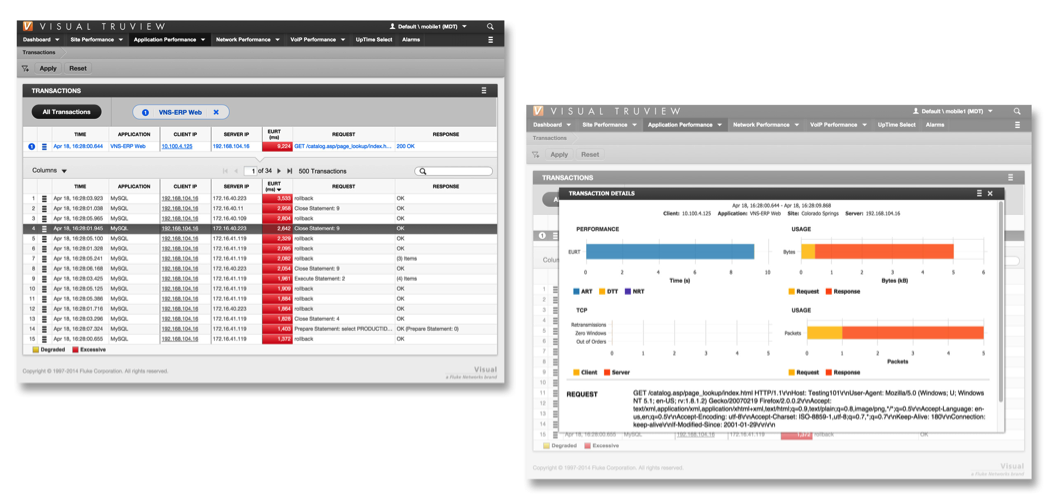 VISUAL TRUVIEW
Default \ mobile1 (MDT)
Dashboard Site Performance Application Performance Network Performance VoIP Performance UpTime Select Alarms
Transactions
Apply Reset
TRANSACTIONS
All Transactions 1 VNS-ERP Web X
TIME APPLICATION CLIENT IP SERVER IP EURT (ms) REQUEST RESPONSE
1 Apr 18, 16:28:00.644 VNS-ERP Web 10.100.4.125 192.168.104.16 9,224 GET /catalog.asp/page_lookup/index.h... 200 OK
Columns 1 of 34 500 Transactions
TIME APPLICATION CLIENT IP SERVER IP EURT (ms) REQUEST RESPONSE
1 Apr 18, 16:28:03.923 MySQL 192.168.104.16 172.16.40.223 3,533 rollback OK
2 Apr 18, 16:28:01.038 MySQL 192.168.104.16 172.16.40.11 2,958 Close Statement: 9 OK
3 Apr 18, 16:28:05.965 MySQL 192.168.104.16 172.16.40.109 2,804 rollback OK
4 Apr 18, 16:28:01.945 MySQL 192.168.104.16 172.16.40.223 2,642 Close Statement: 9 OK
5 Apr 18, 16:28:05.100 MySQL 192.168.104.16 172.16.41.119 2,329 rollback OK
6 Apr 18, 16:28:01.328 MySQL 192.168.104.16 172.16.41.119 2,095 rollback OK
7 Apr 18, 16:28:05.241 MySQL 192.168.104.16 172.16.41.119 2,082 rollback (3) items
8 Apr 18, 16:28:06.168 MySQL 192.168.104.16 172.16.40.223 2,054 Close Statement: 9 OK
9 Apr 18, 16:28:03.425 MySQL 192.168.104.16 172.16.41.119 1,981 Execute Statement: 2 (4) items
10 Apr 18, 16:28:05.125 MySQL 192.168.104.16 172.16.41.119 rollback OK
11 Apr 18, 16:28:05.388 MySQL 192.168.104.16 172.16.41.119 1,884 rollback OK
12 Apr 18, 16:28:01.716 MySQL 192.168.104.16 172.16.40.223 1,884 rollback OK
13 Apr 18, 16:28:03.298 MySQL 192.168.104.16 172.16.41.119 1,828 Close Statement: 4 OK
14 Apr 18, 16:28:07.324 MySQL 192.168.104.16 172.16.41.119 1,403 Prepare Statement: select PRODUCTID... OK (Prepare Statement: 0)
15 Apr 18, 16:28:00.655 MySQL 192.168.104.16 172.16.41.119 1,372 rollback OK
Degraded Excessive
Copyright © 1997-2014 Fluke Corporation. All rights reserved.
Visual
a Fluke Networks brand
VISUAL TRUVIEW
Default \ mobile1 (MDT)
Dashboard Site Performance Application Performance Network Performance VoIP Performance UpTime Select Alarms
Transactions
Apply Reset
TRANSACTIONS
TRANSACTION DETAILS
Apr 18, 16:28:00.644 - Apr 18, 16:28:09.868
Client: 10.100.4.125 Application: VNS-ERP Web Site: Colorado Springs Server: 192.168.104.16
PERFORMANCE
EURT
0 2 4 6 8 10
Time (s)
ART DTT NRT
USAGE
Bytes
0 1 2 3 4 5 6
Bytes (kB)
Request Response
TCP
Retransmissions
Zero Windows
Out of Orders
0 1 2 3 4 5
Client Server
USAGE
Packets
0 1 2 3 4 5
Packets
Request Response
REQUEST
GET /catalog.asp/page_lookup/index.html HTTP/1.1\r\nHost: Testing101\r\nUser-Agent: Mozilla/5.0 (Windows; U; Windows
NT 5.1; en-US; rv:1.8.1.2) Gecko/20070219 Firefox/2.0.0.2\r\nAccept:
text/xml,application/xml,application/xhtml+xml,text/html;q=0.9,text/plain;q=0.8,image/png,*/*;q=0.5\r\nAccept-Language: en-
us,en;q=0.5\r\nAccept-Encoding: utf-8\r\nAccept-Charset: ISO-8859-1,utf-8;q=0.7,*;q=0.7\r\nKeep-Alive: 180\r\nConnection:
keep-alive\r\nIf-Modified-Since: 2001-01-29\r\n\r\n
15 Apr 18, 16:28:00.655 MySQL 192.168.104.16 172.16.41.119 1,372 rollback OK
Degraded Excessive
Copyright © 1997-2014 Fluke Corporation. All rights reserved.
Visual
a Fluke Networks brand